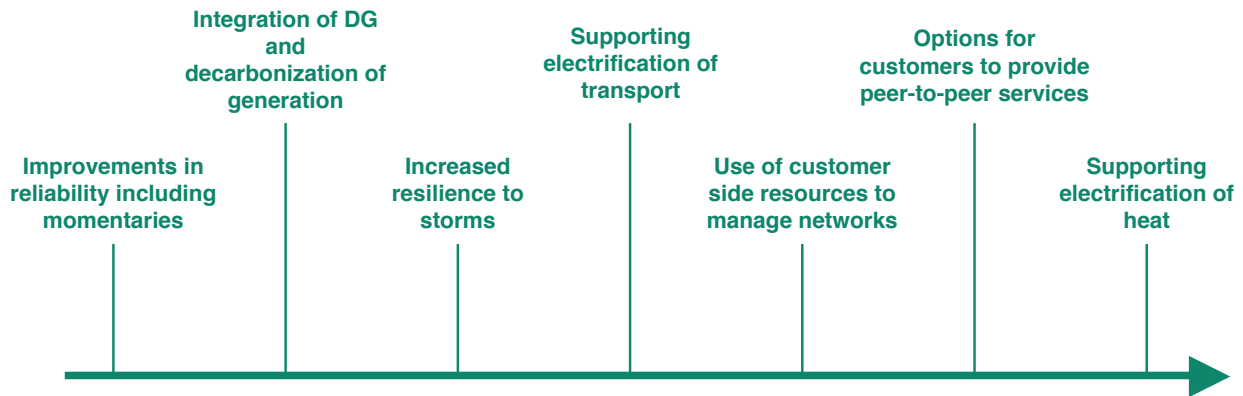 Improvements in
reliability including
momentaries
Integration of DG
and
decarbonization of
generation
Increased
resilience to
storms
Supporting
electrification of
transport
Use of customer
side resources to
manage networks
Options for
customers to provide
peer-to-peer services
Supporting
electrification of
heat